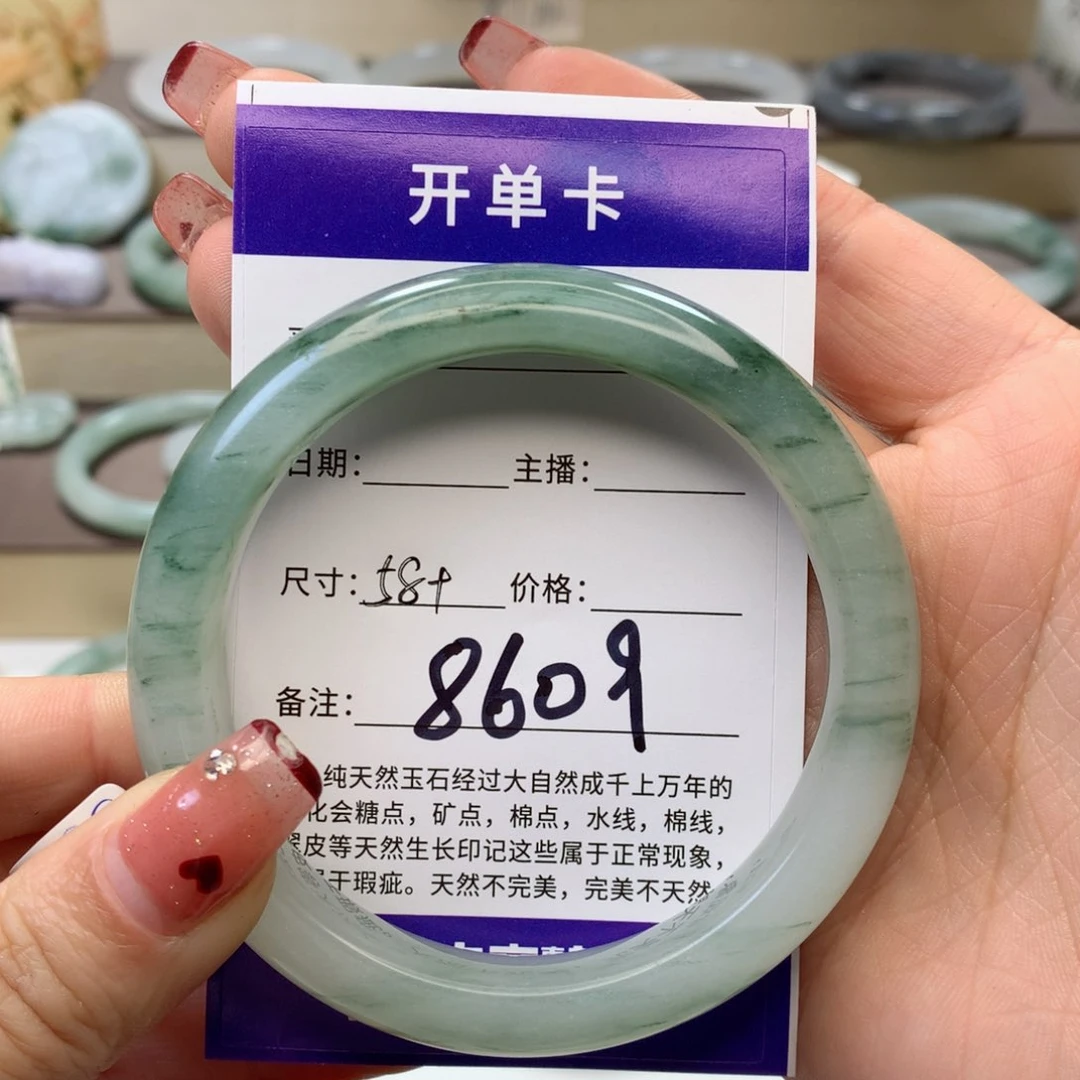 开单卡
日期： 主播：
尺寸：58+ 价格：
备注：8609
纯天然玉石经过大自然成千上万年的
化会糖点，矿点，棉点，水线，棉线，
皮等天然生长印记这些属于正常现象，
于瑕疵。天然不完美，完美不天然